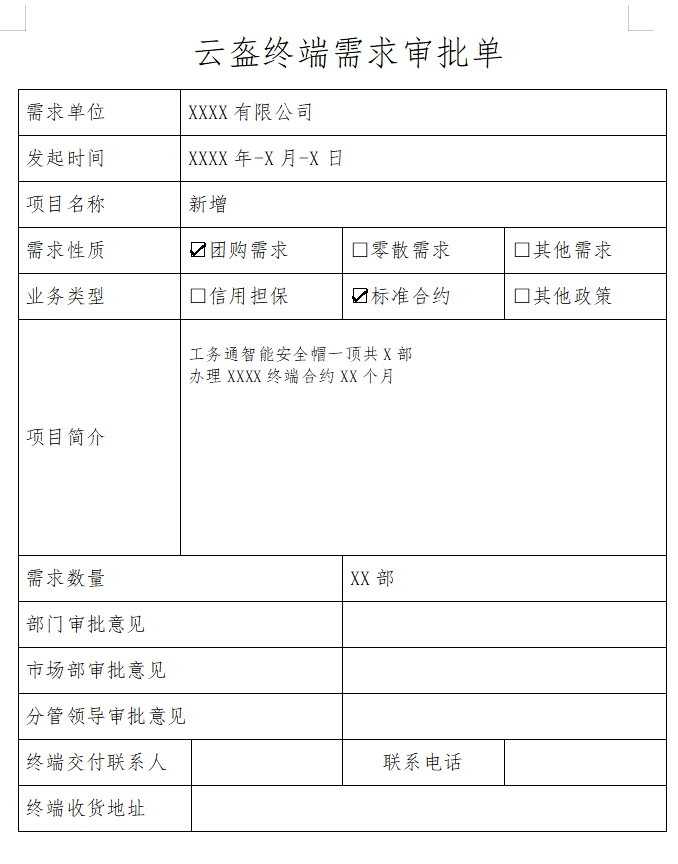 云盔终端需求审批单
需求单位 XXXX 有限公司
发起时间 XXXX 年-X 月-X 日
项目名称 新增
需求性质 ☑团购需求 □零散需求 □其他需求
业务类型 □信用担保 ☑标准合约 □其他政策
工务通智能安全帽一顶共 X 部
办理 XXXX 终端合约 XX 个月
项目简介
需求数量 XX 部
部门审批意见
市场部审批意见
分管领导审批意见
终端交付联系人 联系电话
终端收货地址